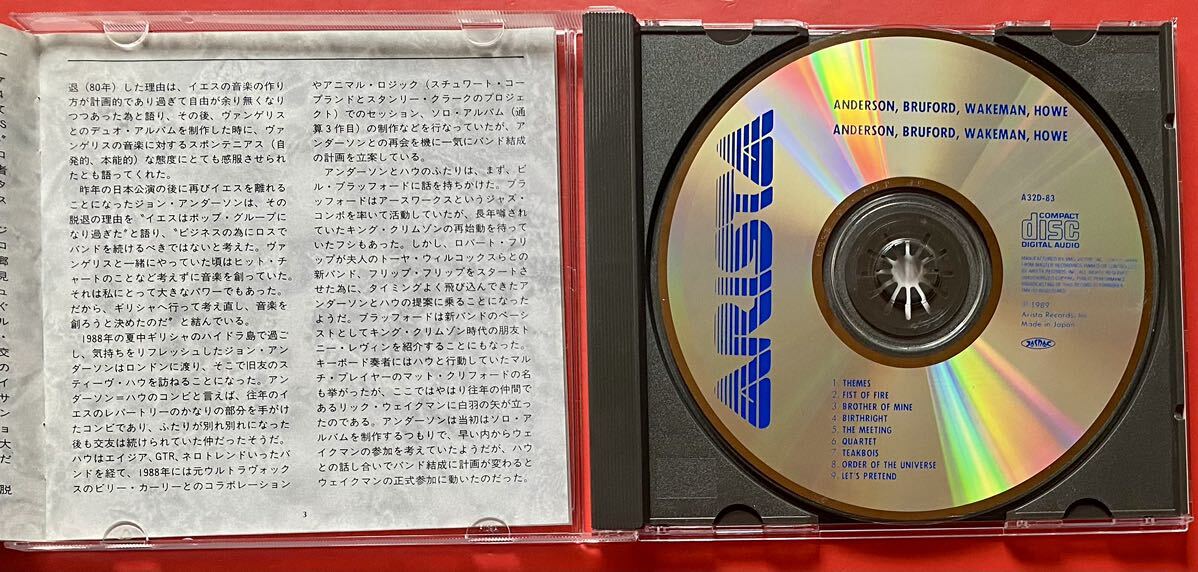 退（80年）した理由は、イエスの音楽の作り
方が計画的であり過ぎて自由が余り無くなり
つつあった為と語り、その後、ヴァンゲリス
とのデュオ・アルバムを制作した時に、ヴァ
ンゲリスの音楽に対するスポンテニアス（自
発的、本能的）な態度にとても感服させられ
たとも語ってくれた。
昨年の日本公演の後に再びイエスを離れる
ことになったジョン・アンダーソンは、その
脱退の理由を〝イエスはポップ・グループに
なり過ぎた〟と語り、〝ビジネスの為にロスで
バンドを続けるべきではないと考えた。ヴァ
ンゲリスと一緒にやっていた頃はヒット・チ
ャートのことなど考えずに音楽を創っていた。
それは私にとって大きなパワーでもあった。
だから、ギリシャへ行って考え直し、音楽を
創ろうと決めたのだ〟と結んでいる。
1988年の夏中ギリシャのハイドラ島で過ご
し、気持ちをリフレッシュしたジョン・アン
ダーソンはロンドンに渡り、そこで旧友のス
ティーヴ・ハウを訪ねることになった。アン
ダーソン＝ハウのコンビと言えば、往年のイ
エスのレパートリーのかなりの部分を手がけ
たコンビであり、ふたりが別れ別れになった
後も交友は続けられていた仲だったそうだ。
ハウはエイジア、GTR、ネロトレンドいったバ
ンドを経て、1988年には元ウルトラヴォック
スのビリー・カーリーとのコラボレーション
やアニマル・ロジック（スチュワート・コー
プランドとスタンリー・クラークのプロジェ
クト）でのセッション、ソロ・アルバム（通
算3作目）の制作などを行なっていたが、ア
ンダーソンとの再会を機に一気にバンド結成
の計画を立案している。
アンダーソンとハウのふたりは、まず、ビ
ル・ブラッフォードに話を持ちかけた。ブラ
ッフォードはアースワークスというジャズ・
コンボを率いて活動していたが、長年噂されて
いたキング・クリムゾンの再始動を待って
いたフシもあった。しかし、ロバート・フリ
ップが夫人のトーヤ・ウィルコックスらとの
新バンド、フリップ・フリップをスタートさ
せた為に、タイミングよく飛び込んできたア
ンダーソンとハウの提案に乗ることになった
ようだ。ブラッフォードは新バンドのベーシ
ストとしてキング・クリムゾン時代の朋友ト
ニー・レヴィンを紹介することにもなった。
キーボード奏者にはハウと行動していたマル
チ・プレイヤーのマット・クリフォードの名
も挙がったが、ここではやはり往年の仲間で
あるリック・ウェイクマンに白羽の矢が立っ
たのである。アンダーソンは当初はソロ・ア
ルバムを制作するつもりで、早い内からウェ
イクマンの参加を考えていたようだが、ハウ
との話し合いでバンド結成に計画が変わると
ウェイクマンの正式参加に動いたのだった。
3
ARISTA
ANDERSON, BRUFORD, WAKEMAN, HOWE
ANDERSON, BRUFORD, WAKEMAN, HOWE
A32D-83
COMPACT
disc
DIGITAL AUDIO
℗ 1989
Arista Records, Inc.
Made in Japan
JASRAC
1 THEMES
2 FIST OF FIRE
3 BROTHER OF MINE
4 BIRTHRIGHT
5 THE MEETING
6 QUARTET
7 TEAKBOIS
8 ORDER OF THE UNIVERSE
9 LET'S PRETEND